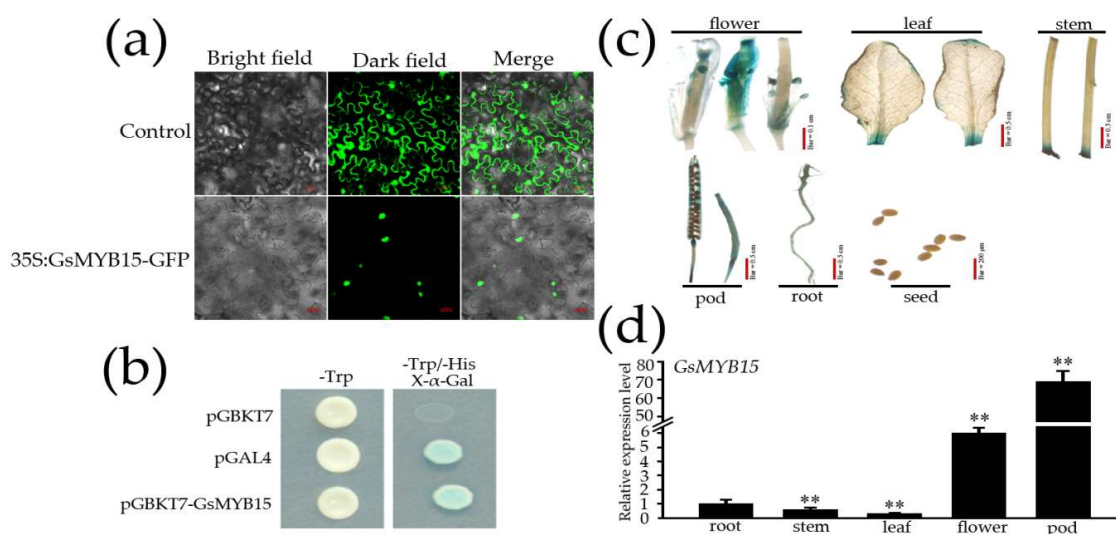 (a)
Bright field
Dark field
Merge
Control
35S:GsMYB15-GFP
(b)
-Trp
-Trp/-His
X-α-Gal
pGBKT7
pGAL4
pGBKT7-GsMYB15
(c)
flower
leaf
stem
Bar = 0.1 cm
Bar = 0.5 cm
Bar = 0.5 cm
Bar = 0.5 cm
Bar = 0.5 cm
Bar = 200 μm
pod
root
seed
(d)
GsMYB15
Relative expression level
80
70
60
50
6
5
4
3
2
1
0
**
**
**
**
root
stem
leaf
flower
pod